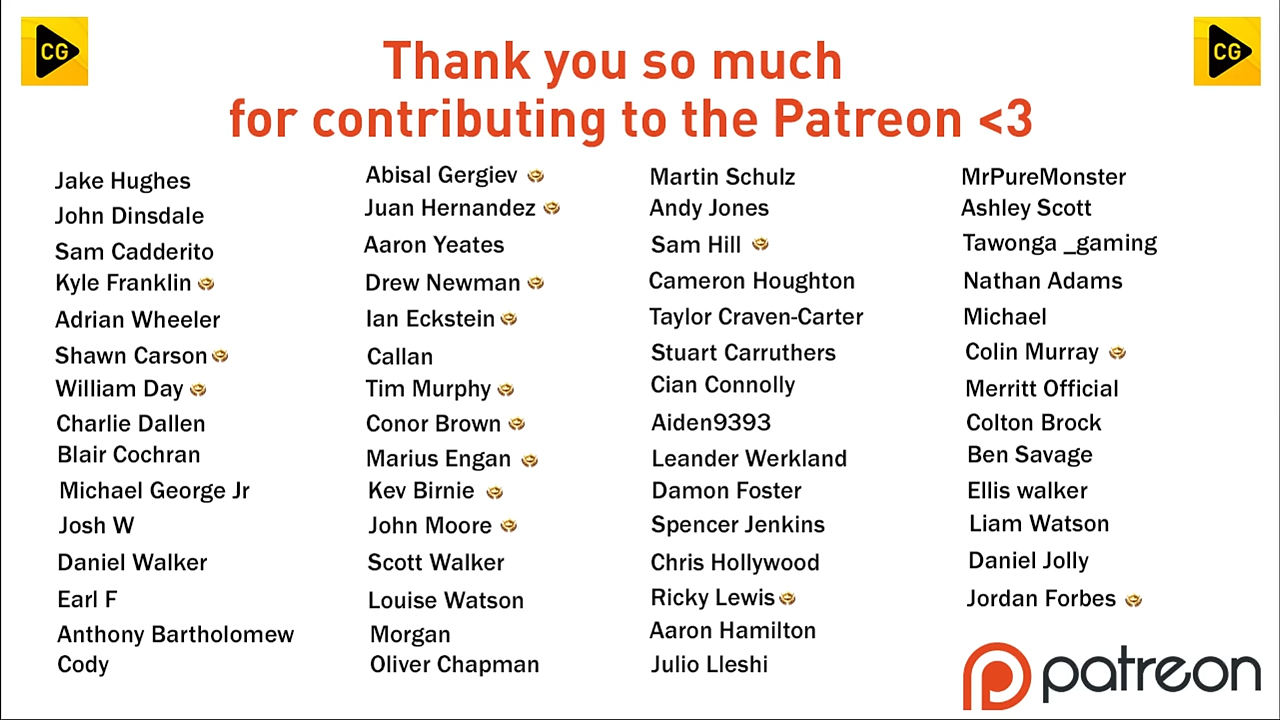 CG
CG
Thank you so much
for contributing to the Patreon <3
Jake Hughes
John Dinsdale
Sam Cadderito
Kyle Franklin
Adrian Wheeler
Shawn Carson
William Day
Charlie Dallen
Blair Cochran
Michael George Jr
Josh W
Daniel Walker
Earl F
Anthony Bartholomew
Cody
Abisal Gergiev
Juan Hernandez
Aaron Yeates
Drew Newman
Ian Eckstein
Callan
Tim Murphy
Conor Brown
Marius Engan
Kev Birnie
John Moore
Scott Walker
Louise Watson
Morgan
Oliver Chapman
Martin Schulz
Andy Jones
Sam Hill
Cameron Houghton
Taylor Craven-Carter
Stuart Carruthers
Cian Connolly
Aiden9393
Leander Werkland
Damon Foster
Spencer Jenkins
Chris Hollywood
Ricky Lewis
Aaron Hamilton
Julio Lleshi
MrPureMonster
Ashley Scott
Tawonga _gaming
Nathan Adams
Michael
Colin Murray
Merritt Official
Colton Brock
Ben Savage
Ellis walker
Liam Watson
Daniel Jolly
Jordan Forbes
patreon